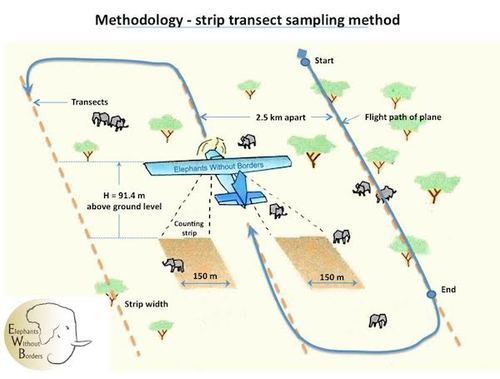 Methodology - strip transect sampling method
Start
Transects
2.5 km apart
Flight path of plane
Elephants Without Borders
H = 91.4 m
above ground level
Counting
strip
150 m
150 m
End
Strip width
Elephants
Without
Borders